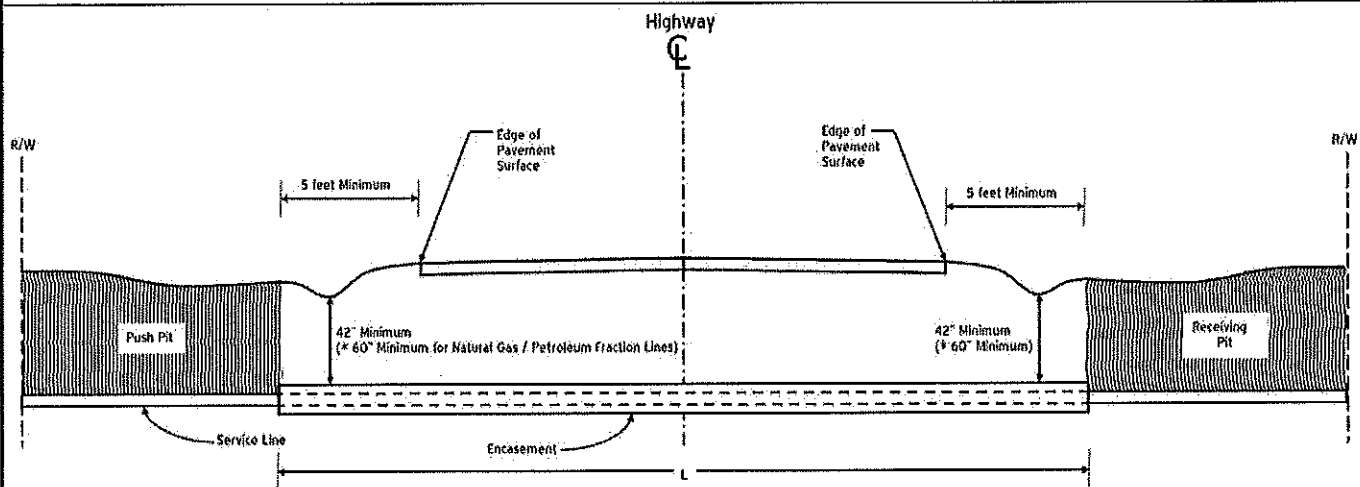 Highway
℄
R/W
Edge of
Pavement
Surface
Edge of
Pavement
Surface
R/W
5 feet Minimum
5 feet Minimum
Push Pit
42" Minimum
(* 60" Minimum for Natural Gas / Petroleum Fraction Lines)
42" Minimum
(* 60" Minimum)
Receiving
Pit
Service Line
Encasement
L